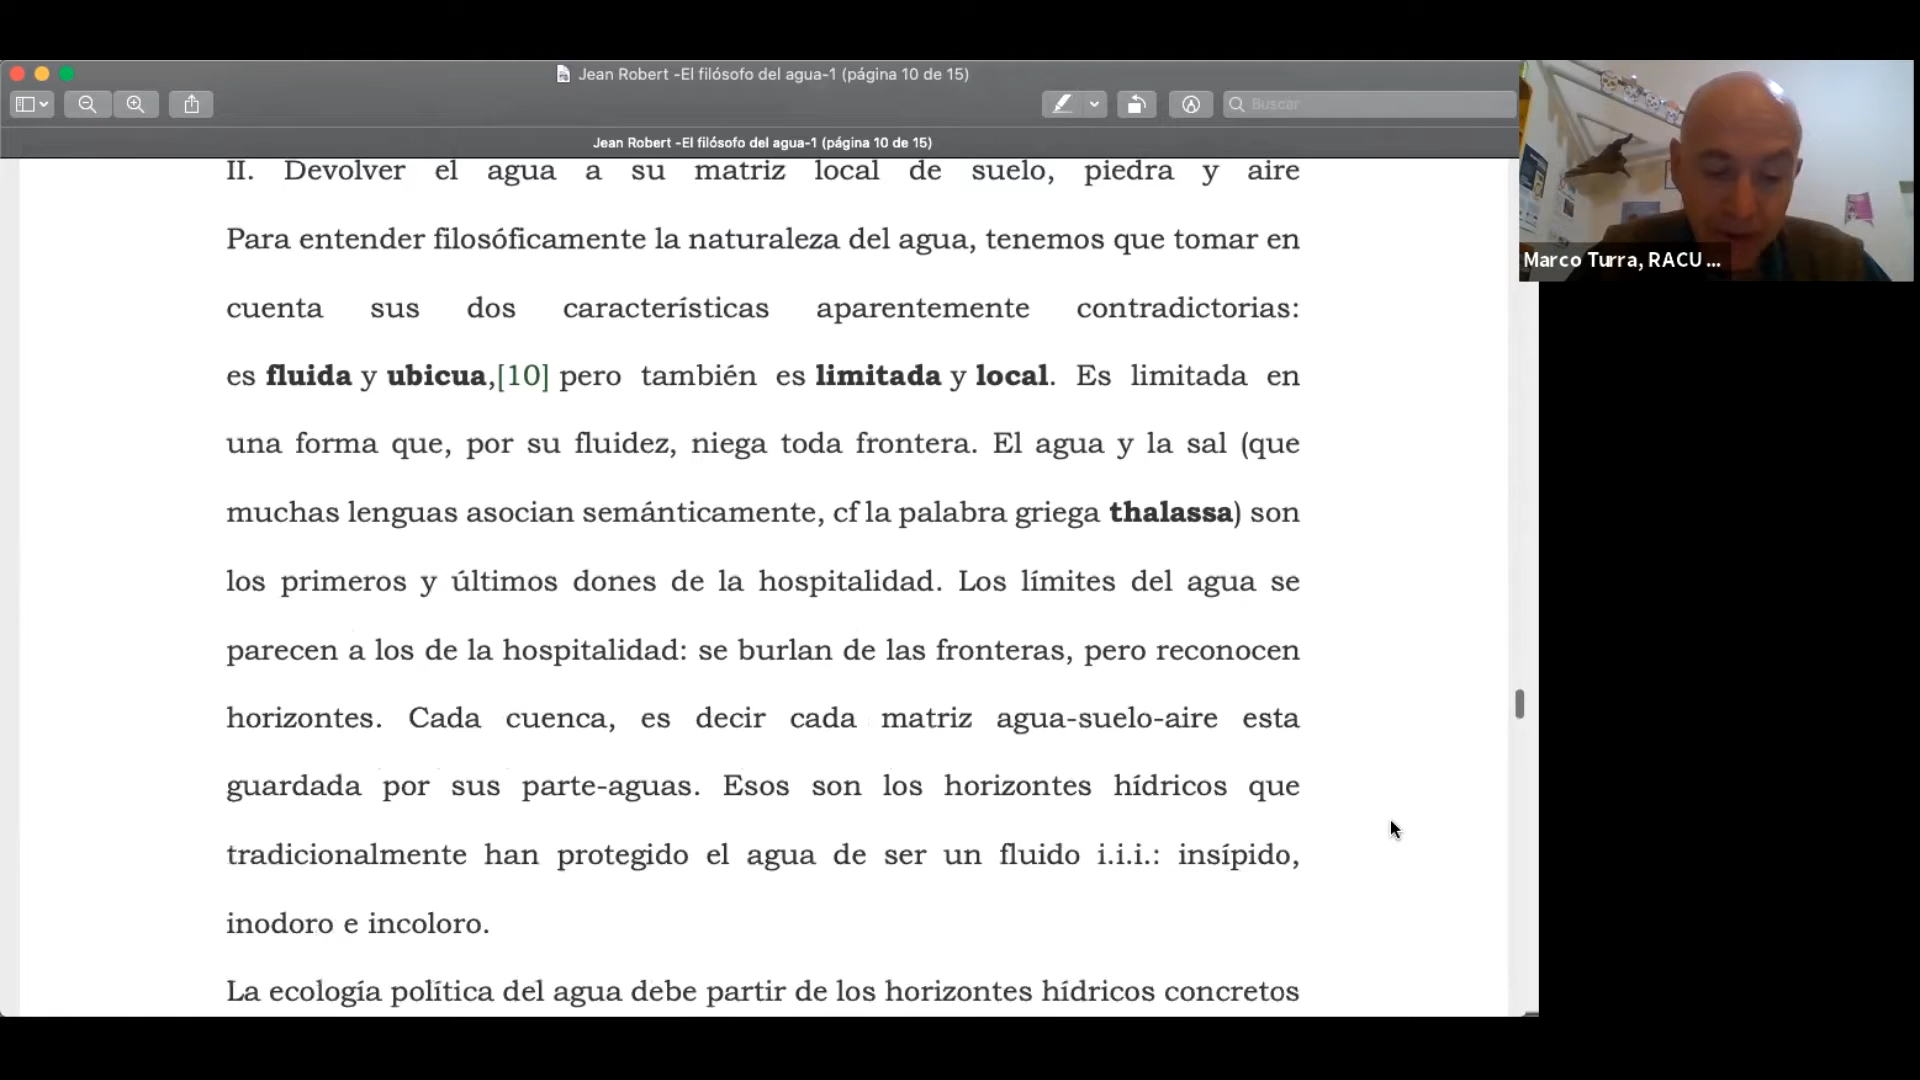 Jean Robert -El filósofo del agua-1 (página 10 de 15)
Buscar
Jean Robert -El filósofo del agua-1 (página 10 de 15)
II. Devolver el agua a su matriz local de suelo, piedra y aire
Para entender filosóficamente la naturaleza del agua, tenemos que tomar en
cuenta sus dos características aparentemente contradictorias:
es fluida y ubicua,[10] pero también es limitada y local. Es limitada en
una forma que, por su fluidez, niega toda frontera. El agua y la sal (que
muchas lenguas asocian semánticamente, cf la palabra griega thalassa) son
los primeros y últimos dones de la hospitalidad. Los límites del agua se
parecen a los de la hospitalidad: se burlan de las fronteras, pero reconocen
horizontes. Cada cuenca, es decir cada matriz agua-suelo-aire esta
guardada por sus parte-aguas. Esos son los horizontes hídricos que
tradicionalmente han protegido el agua de ser un fluido i.i.i.: insípido,
inodoro e incoloro.
La ecología política del agua debe partir de los horizontes hídricos concretos
Marco Turra, RACU ...